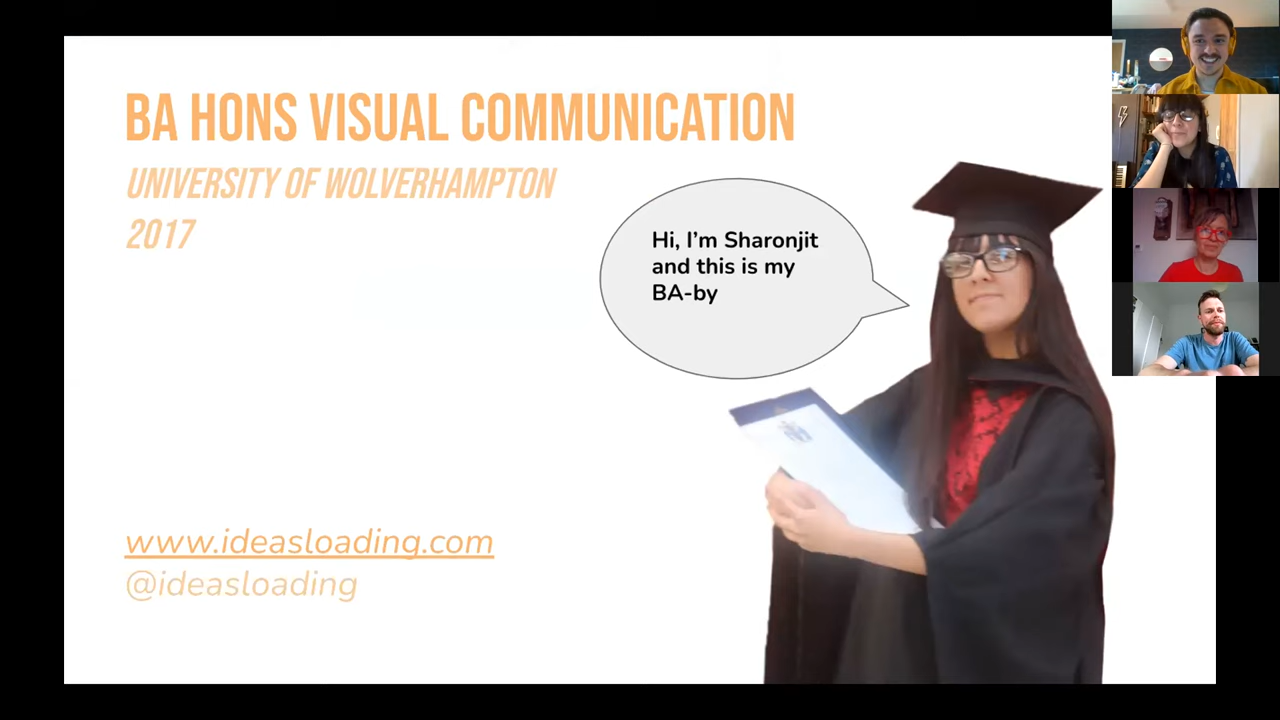 BA HONS VISUAL COMMUNICATION
UNIVERSITY OF WOLVERHAMPTON
2017
Hi, I’m Sharonjit
and this is my
BA-by
www.ideasloading.com
@ideasloading